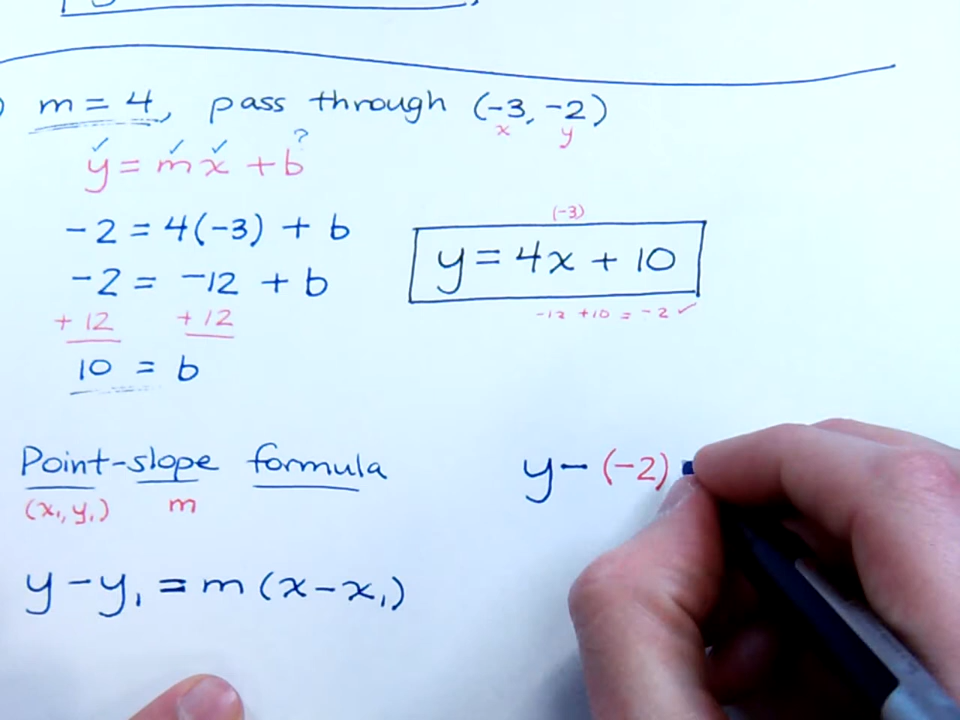 m = 4, pass through (-3, -2)
x y
?
y = mx + b
-2 = 4(-3) + b
(-3)
y = 4x + 10
-2 = -12 + b
-12 + 10 = -2 ✓
+12 +12
10 = b
Point-slope formula
(x₁, y₁) m
y - (-2)
y - y₁ = m(x - x₁)